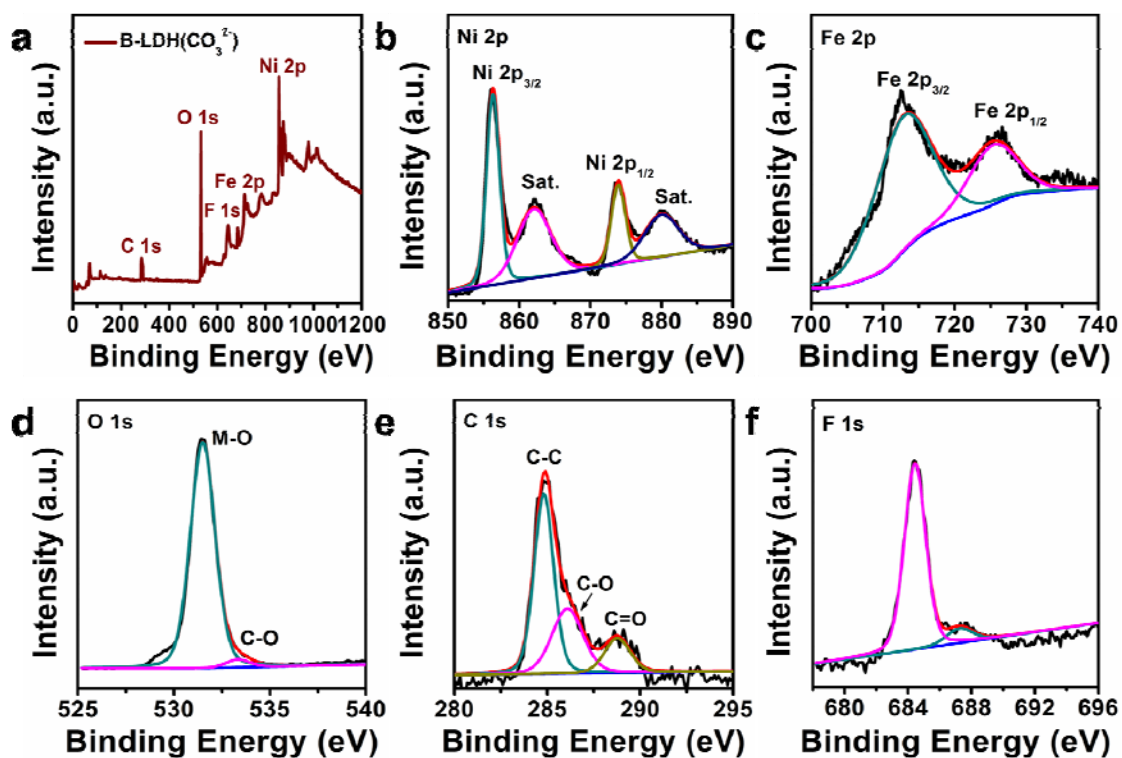 a
B-LDH(CO₃²⁻)
Ni 2p
O 1s
Fe 2p
F 1s
C 1s
Intensity (a.u.)
0 200 400 600 800 1000 1200
Binding Energy (eV)
b
Ni 2p
Ni 2p₃/₂
Sat.
Ni 2p₁/₂
Sat.
Intensity (a.u.)
850 860 870 880 890
Binding Energy (eV)
c
Fe 2p
Fe 2p₃/₂
Fe 2p₁/₂
Intensity (a.u.)
700 710 720 730 740
Binding Energy (eV)
d
O 1s
M-O
C-O
Intensity (a.u.)
525 530 535 540
Binding Energy (eV)
e
C 1s
C-C
C-O
C=O
Intensity (a.u.)
280 285 290 295
Binding Energy (eV)
f
F 1s
Intensity (a.u.)
680 684 688 692 696
Binding Energy (eV)